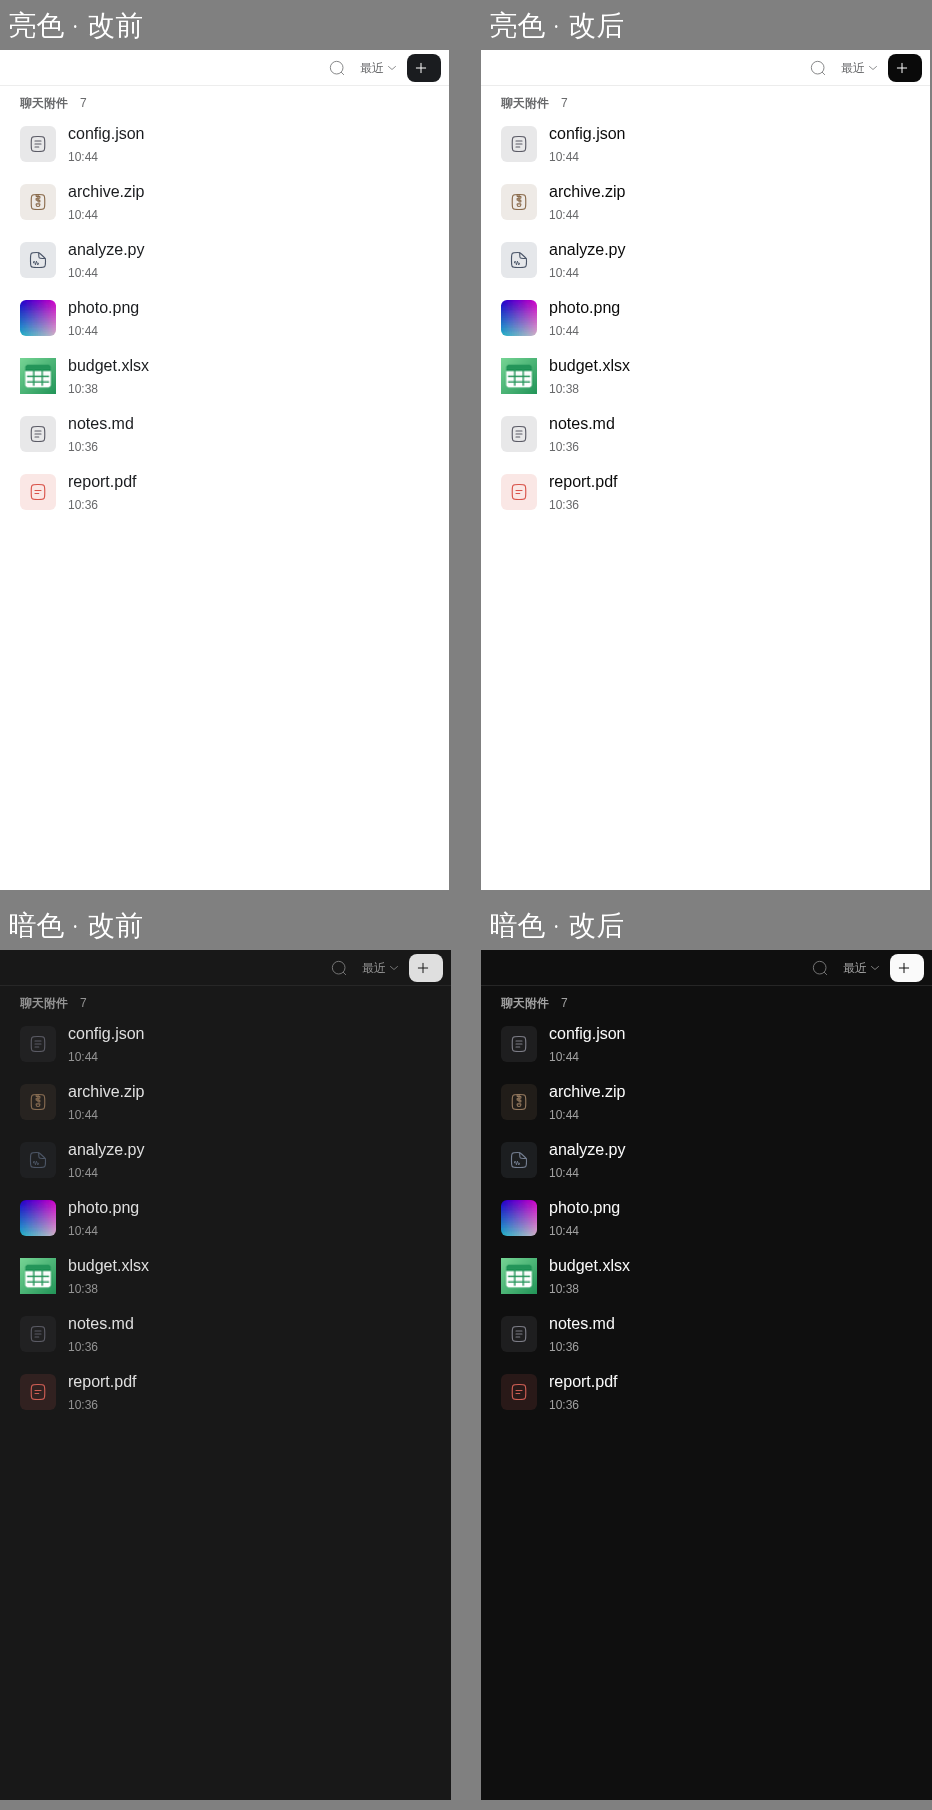 亮色 · 改前
最近
聊天附件 7
config.json
10:44
archive.zip
10:44
analyze.py
10:44
photo.png
10:44
budget.xlsx
10:38
notes.md
10:36
report.pdf
10:36
亮色 · 改后
最近
聊天附件 7
config.json
10:44
archive.zip
10:44
analyze.py
10:44
photo.png
10:44
budget.xlsx
10:38
notes.md
10:36
report.pdf
10:36
暗色 · 改前
最近
聊天附件 7
config.json
10:44
archive.zip
10:44
analyze.py
10:44
photo.png
10:44
budget.xlsx
10:38
notes.md
10:36
report.pdf
10:36
暗色 · 改后
最近
聊天附件 7
config.json
10:44
archive.zip
10:44
analyze.py
10:44
photo.png
10:44
budget.xlsx
10:38
notes.md
10:36
report.pdf
10:36